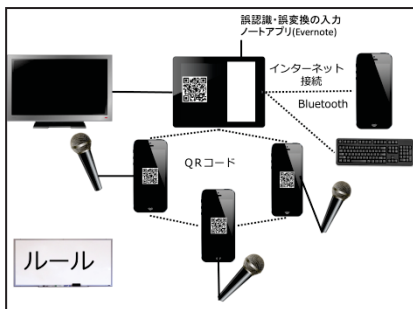 誤認識・誤変換の入力
ノートアプリ(Evernote)
インターネット
接続
Bluetooth
QRコード
ルール